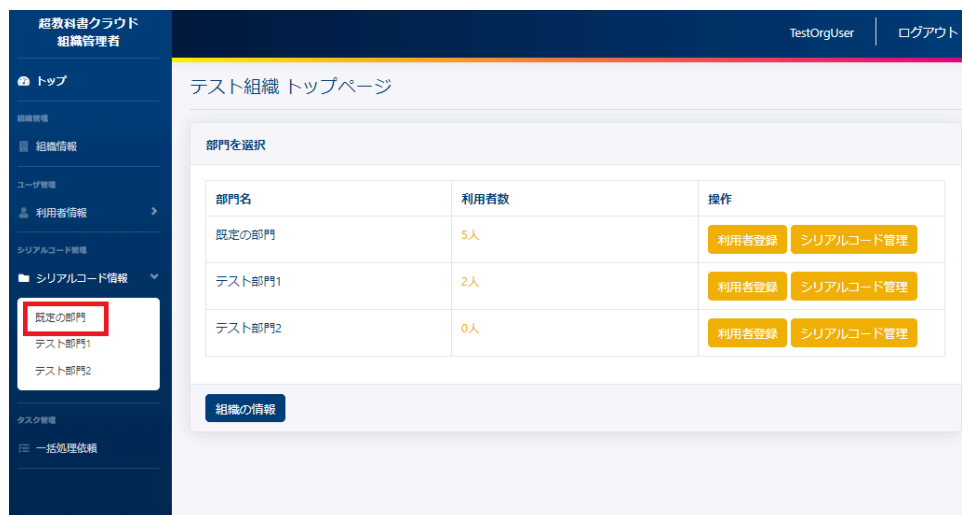 超教科書クラウド
組織管理者
TestOrgUser
ログアウト
トップ
組織管理
組織情報
ユーザ管理
利用者情報
シリアルコード管理
シリアルコード情報
既定の部門
テスト部門1
テスト部門2
タスク管理
一括処理依頼
テスト組織 トップページ
部門を選択
部門名 利用者数 操作
既定の部門 5人 利用者登録 シリアルコード管理
テスト部門1 2人 利用者登録 シリアルコード管理
テスト部門2 0人 利用者登録 シリアルコード管理
組織の情報